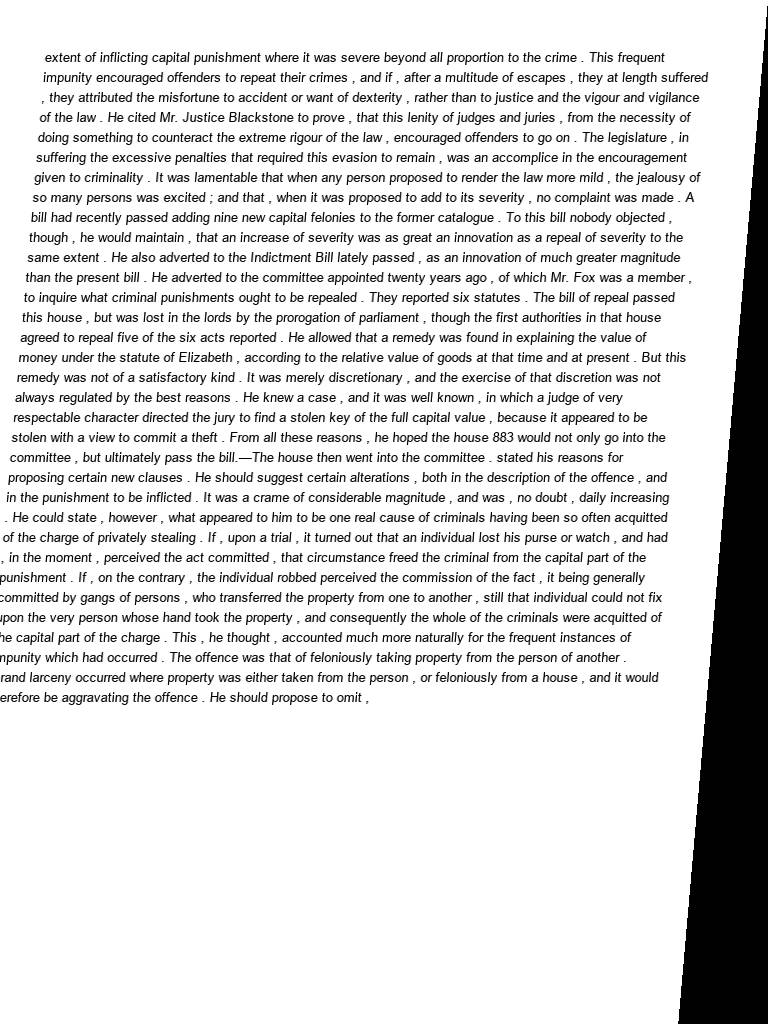 extent of inflicting capital punishment where it was severe beyond all proportion to the crime . This frequent
impunity encouraged offenders to repeat their crimes , and if , after a multitude of escapes , they at length suffered
, they attributed the misfortune to accident or want of dexterity , rather than to justice and the vigour and vigilance
of the law . He cited Mr. Justice Blackstone to prove , that this lenity of judges and juries , from the necessity of
doing something to counteract the extreme rigour of the law , encouraged offenders to go on . The legislature , in
suffering the excessive penalties that required this evasion to remain , was an accomplice in the encouragement
given to criminality . It was lamentable that when any person proposed to render the law more mild , the jealousy of
so many persons was excited ; and that , when it was proposed to add to its severity , no complaint was made . A
bill had recently passed adding nine new capital felonies to the former catalogue . To this bill nobody objected ,
though , he would maintain , that an increase of severity was as great an innovation as a repeal of severity to the
same extent . He also adverted to the Indictment Bill lately passed , as an innovation of much greater magnitude
than the present bill . He adverted to the committee appointed twenty years ago , of which Mr. Fox was a member ,
to inquire what criminal punishments ought to be repealed . They reported six statutes . The bill of repeal passed
this house , but was lost in the lords by the prorogation of parliament , though the first authorities in that house
agreed to repeal five of the six acts reported . He allowed that a remedy was found in explaining the value of
money under the statute of Elizabeth , according to the relative value of goods at that time and at present . But this
remedy was not of a satisfactory kind . It was merely discretionary , and the exercise of that discretion was not
always regulated by the best reasons . He knew a case , and it was well known , in which a judge of very
respectable character directed the jury to find a stolen key of the full capital value , because it appeared to be
stolen with a view to commit a theft . From all these reasons , he hoped the house 883 would not only go into the
committee , but ultimately pass the bill.—The house then went into the committee . stated his reasons for
proposing certain new clauses . He should suggest certain alterations , both in the description of the offence , and
in the punishment to be inflicted . It was a crame of considerable magnitude , and was , no doubt , daily increasing
. He could state , however , what appeared to him to be one real cause of criminals having been so often acquitted
of the charge of privately stealing . If , upon a trial , it turned out that an individual lost his purse or watch , and had
, in the moment , perceived the act committed , that circumstance freed the criminal from the capital part of the
punishment . If , on the contrary , the individual robbed perceived the commission of the fact , it being generally
committed by gangs of persons , who transferred the property from one to another , still that individual could not fix
upon the very person whose hand took the property , and consequently the whole of the criminals were acquitted of
he capital part of the charge . This , he thought , accounted much more naturally for the frequent instances of
mpunity which had occurred . The offence was that of feloniously taking property from the person of another .
rand larceny occurred where property was either taken from the person , or feloniously from a house , and it would
erefore be aggravating the offence . He should propose to omit ,